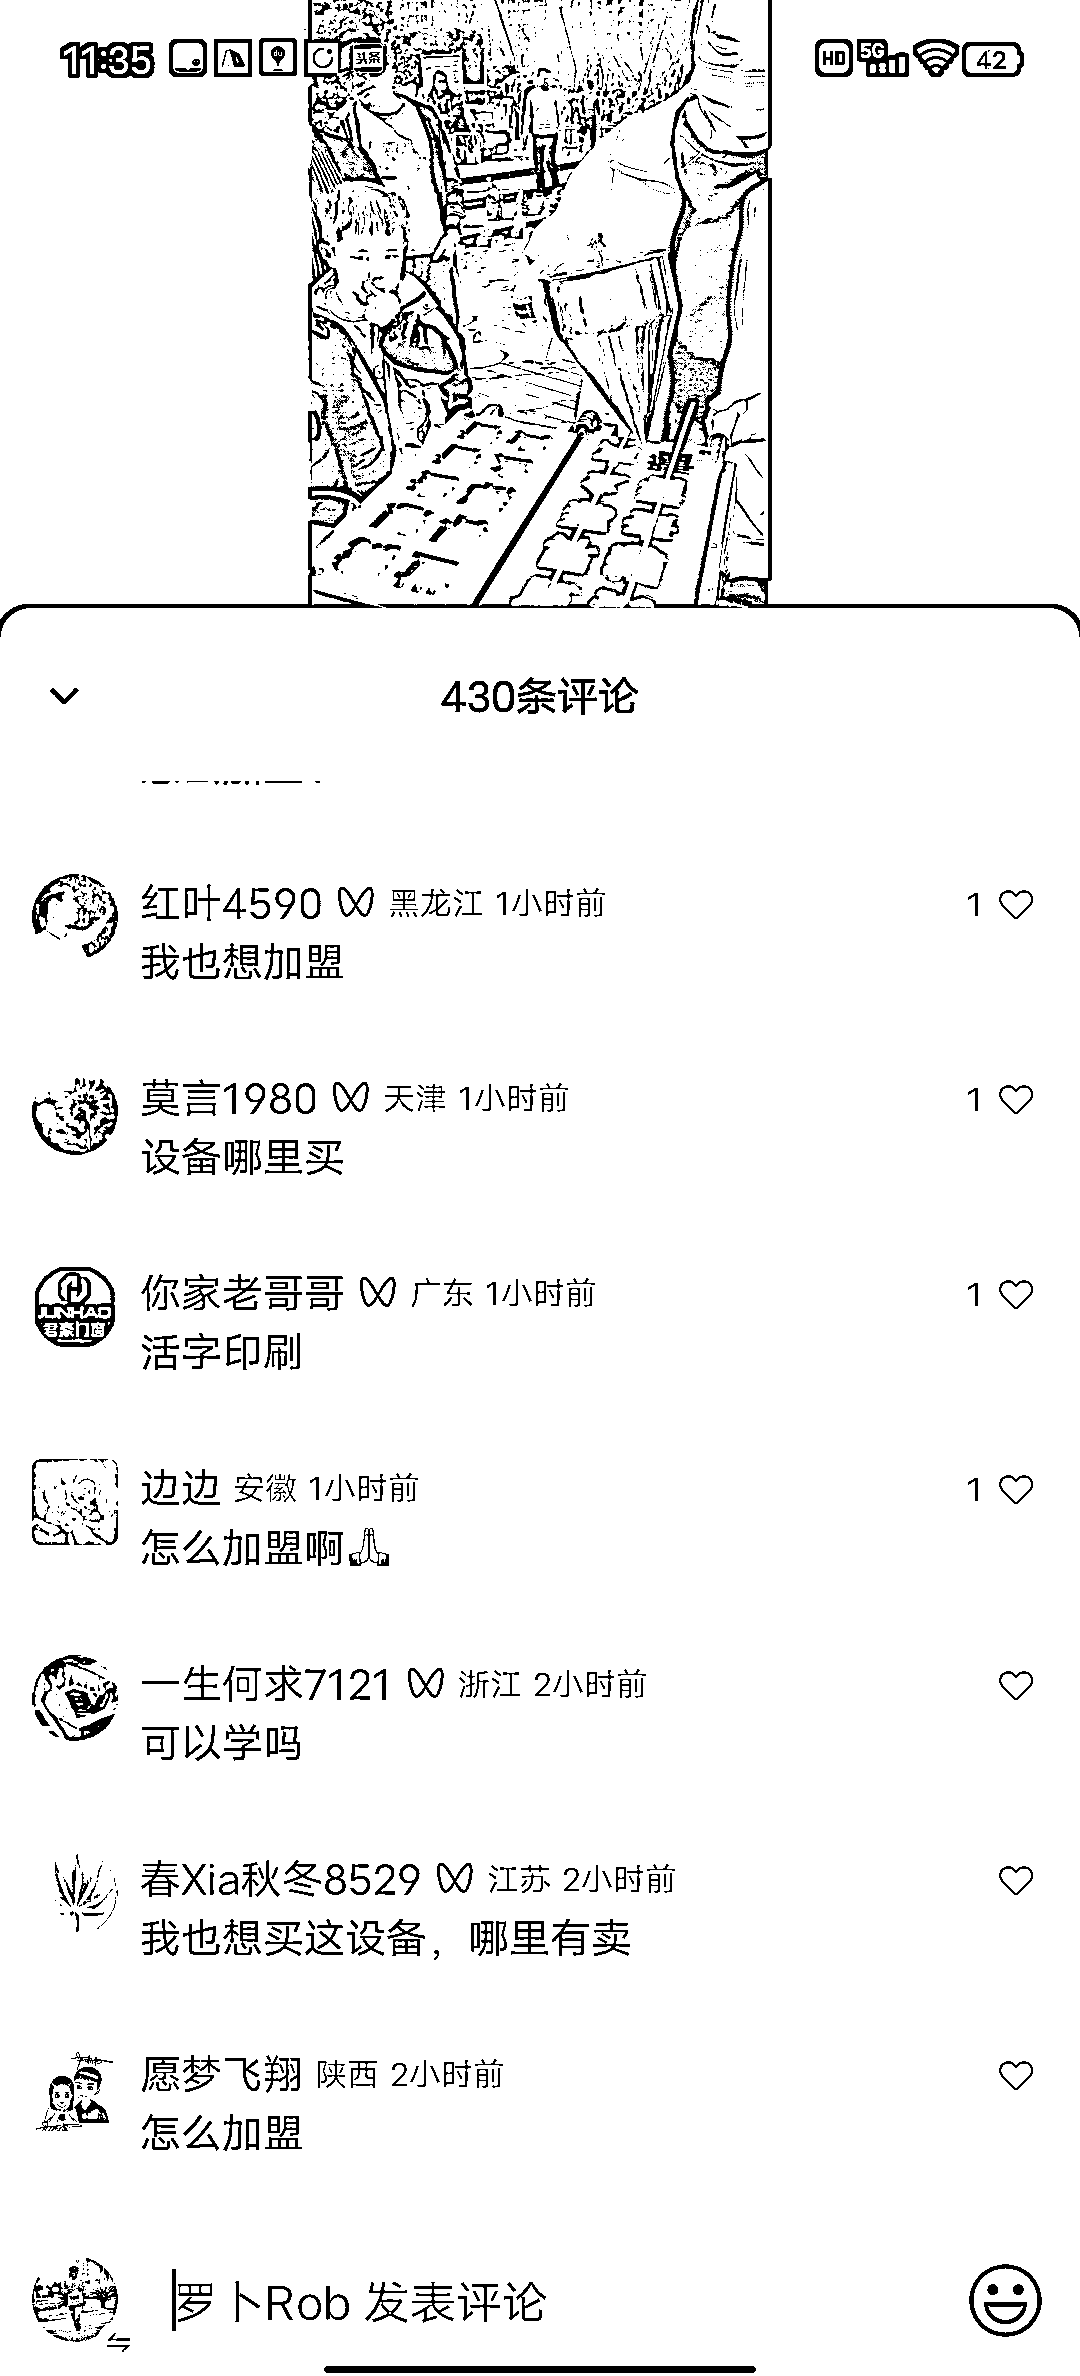 11:35 头条 HD 5G 42
430条评论
红叶4590 黑龙江 1小时前 1
我也想加盟
莫言1980 天津 1小时前 1
设备哪里买
JUNHAO
君豪门窗
你家老哥哥 广东 1小时前 1
活字印刷
边边 安徽 1小时前 1
怎么加盟啊🙏
一生何求7121 浙江 2小时前
可以学吗
春Xia秋冬8529 江苏 2小时前
我也想买这设备，哪里有卖
愿梦飞翔 陕西 2小时前
怎么加盟
罗卜Rob 发表评论